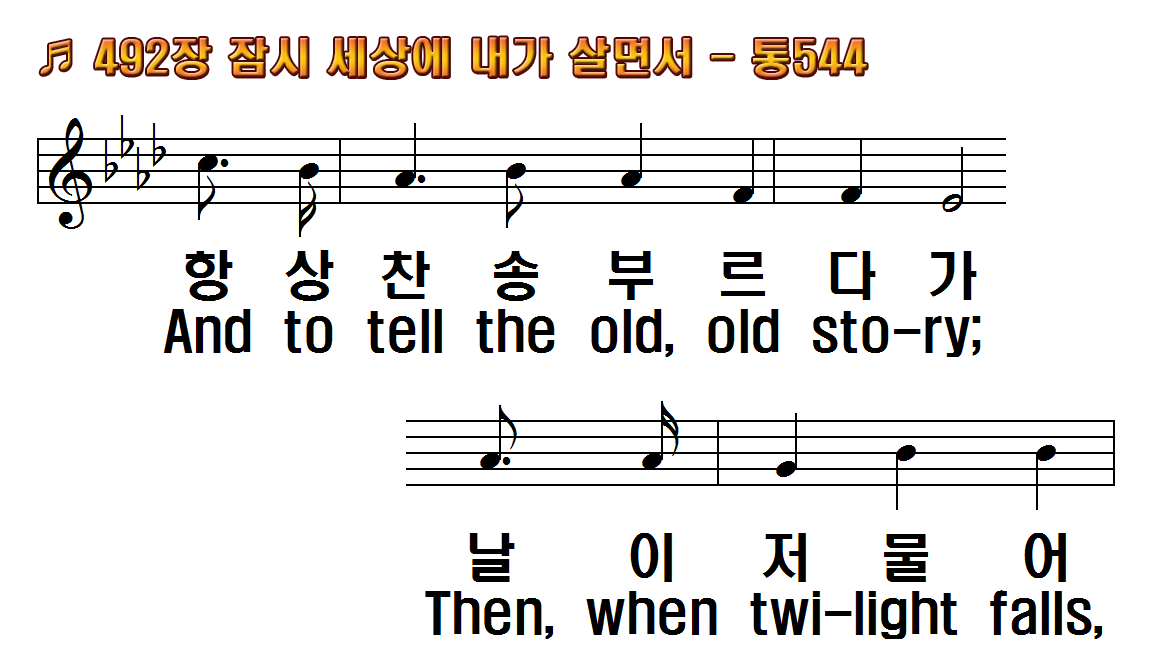 ♬ 492장 잠시 세상에 내가 살면서 - 통544
항 상 찬 송 부 르 다 가
And to tell the old, old sto-ry;
날 이 저 물 어
Then, when twi-light falls,